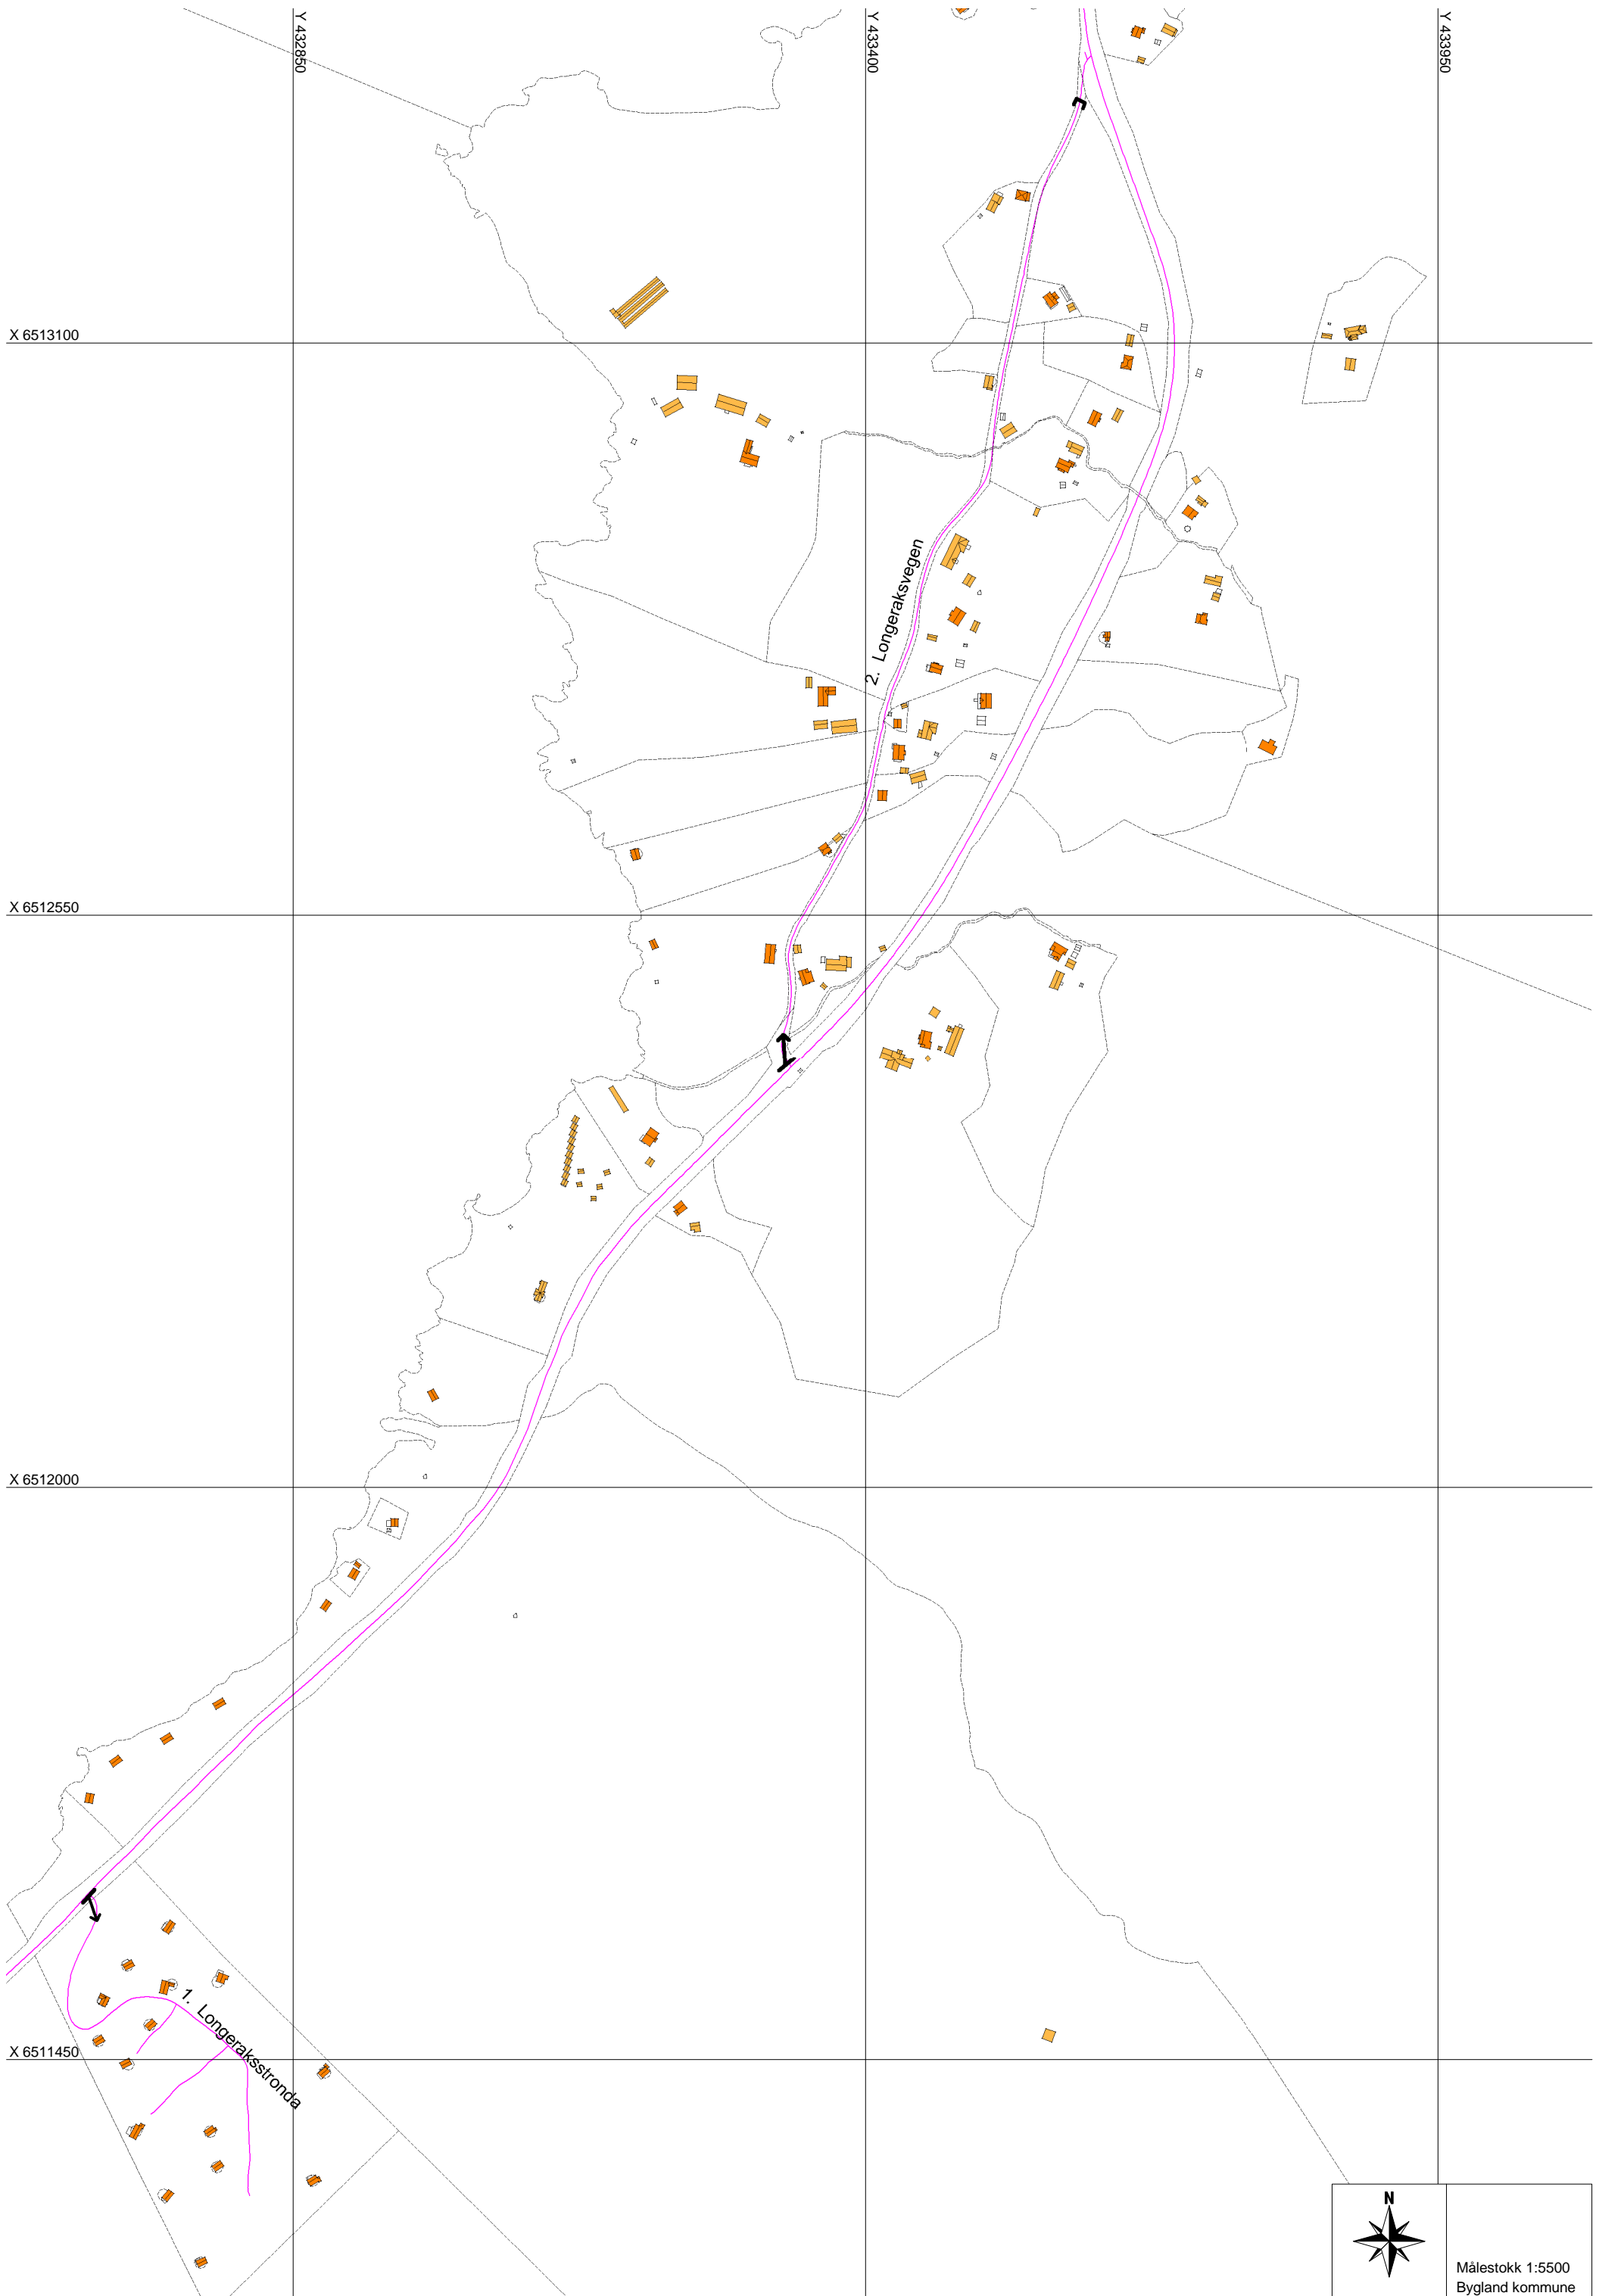 Y 432850
Y 433400
Y 433950
X 6513100
2. Longeraksvegen
X 6512550
X 6512000
1. Longeraksstronda
X 6511450
N
Målestokk 1:5500
Bygland kommune